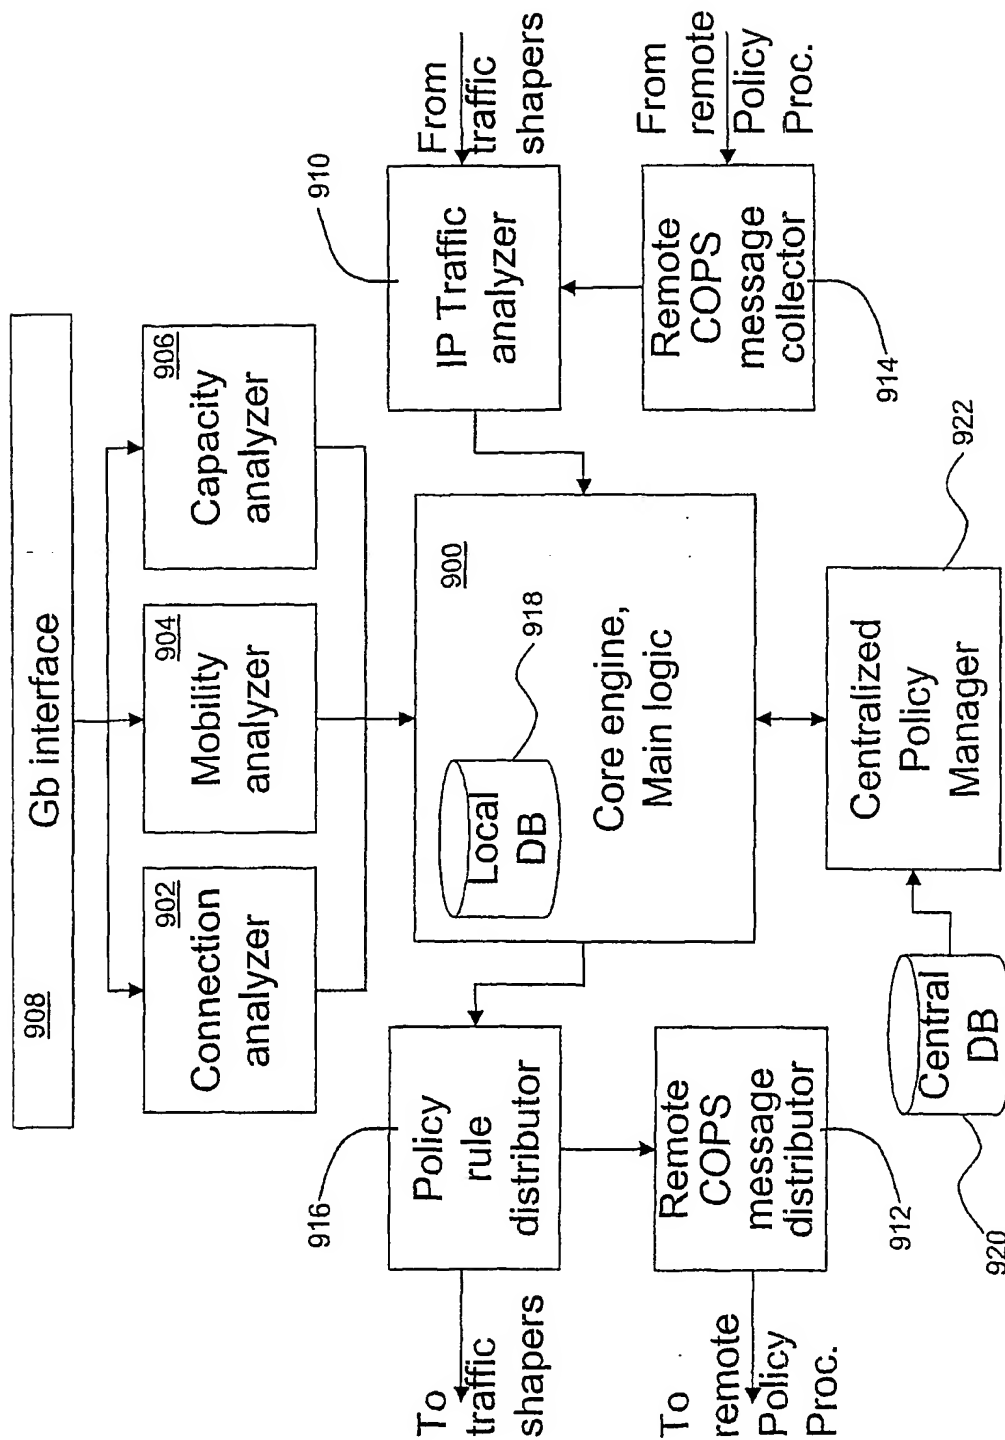 908
Gb interface
902
Connection
analyzer
904
Mobility
analyzer
906
Capacity
analyzer
916
910
To
traffic
shapers
Policy
rule
distributor
Local
DB
918
900
Core engine,
Main logic
IP Traffic
analyzer
From
traffic
shapers
To
remote
Policy
Proc.
Remote
COPS
message
distributor
912
Remote
COPS
message
collector
914
From
remote
Policy
Proc.
920
Central
DB
Centralized
Policy
Manager
922